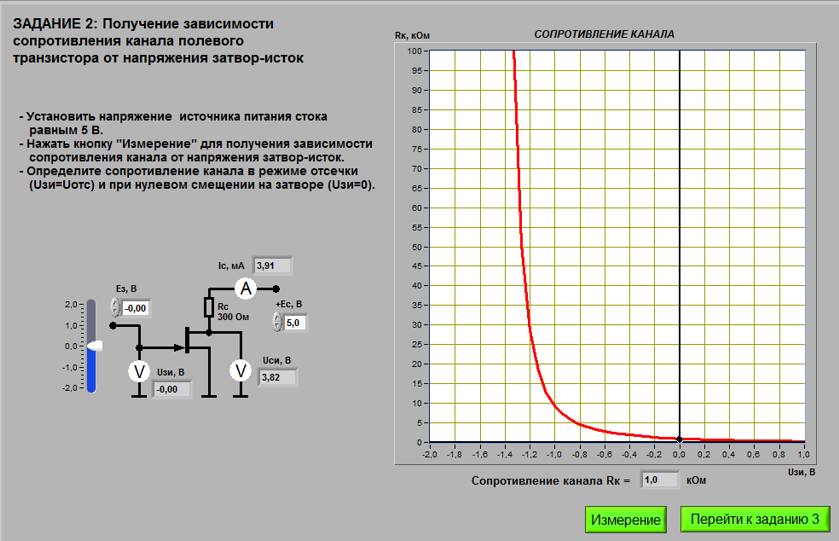 ЗАДАНИЕ 2: Получение зависимости
сопротивления канала полевого
транзистора от напряжения затвор-исток
- Установить напряжение источника питания стока
равным 5 В.
- Нажать кнопку "Измерение" для получения зависимости
сопротивления канала от напряжения затвор-исток.
- Определите сопротивление канала в режиме отсечки
(Uзи=Uотс) и при нулевом смещении на затворе (Uзи=0).
Iс, мА 3,91
Eз, В
-0,00
A
Rс
300 Ом
+Eс, В
5,0
2,0
1,0
0,0
-1,0
-2,0
V
Uзи, В
-0,00
V
Uси, В
3,82
Rк, кОм
СОПРОТИВЛЕНИЕ КАНАЛА
100
95
90
85
80
75
70
65
60
55
50
45
40
35
30
25
20
15
10
5
0
-2,0 -1,8 -1,6 -1,4 -1,2 -1,0 -0,8 -0,6 -0,4 -0,2 0,0 0,2 0,4 0,6 0,8 1,0
Uзи, В
Сопротивление канала Rк = 1,0 кОм
Измерение
Перейти к заданию 3